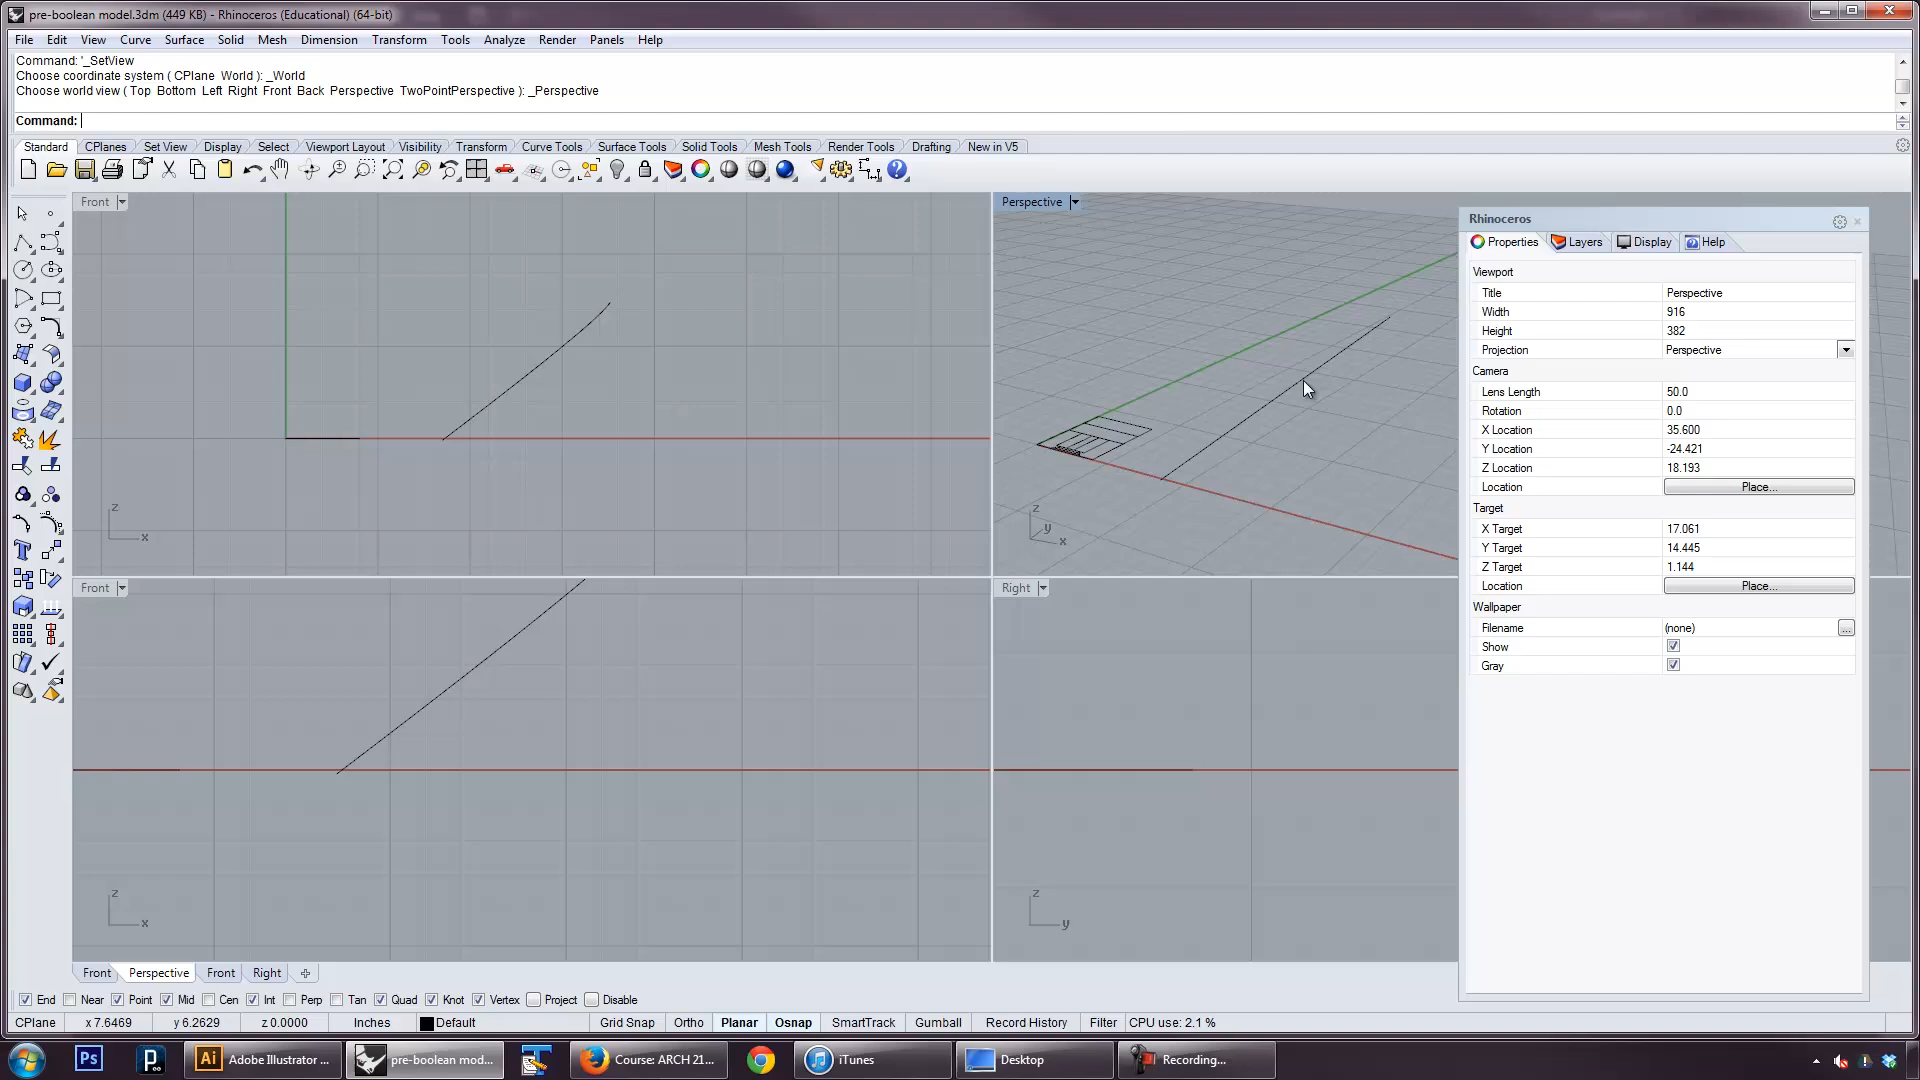 pre-boolean model.3dm (449 KB) - Rhinoceros (Educational) (64-bit)
File Edit View Curve Surface Solid Mesh Dimension Transform Tools Analyze Render Panels Help
Command: '_SetView
Choose coordinate system ( CPlane World ): _World
Choose world view ( Top Bottom Left Right Front Back Perspective TwoPointPerspective ): _Perspective
Command:
Standard CPlanes Set View Display Select Viewport Layout Visibility Transform Curve Tools Surface Tools Solid Tools Mesh Tools Render Tools Drafting New in V5
Front
Perspective
Rhinoceros
Properties Layers Display Help
Viewport
Title Perspective
Width 916
Height 382
Projection Perspective
Camera
Lens Length 50.0
Rotation 0.0
X Location 35.600
Y Location -24.421
Z Location 18.193
Location Place...
Target
X Target 17.061
Y Target 14.445
Z Target 1.144
Location Place...
Wallpaper
Filename (none) ...
Show
Gray
z
x
z
y
x
Front
Right
z
x
z
y
Front Perspective Front Right
End Near Point Mid Cen Int Perp Tan Quad Knot Vertex Project Disable
CPlane x 7.6469 y 6.2629 z 0.0000 Inches Default Grid Snap Ortho Planar Osnap SmartTrack Gumball Record History Filter CPU use: 2.1 %
Ps Ai Adobe Illustrator ... pre-boolean mod... Course: ARCH 21... iTunes Desktop Recording...